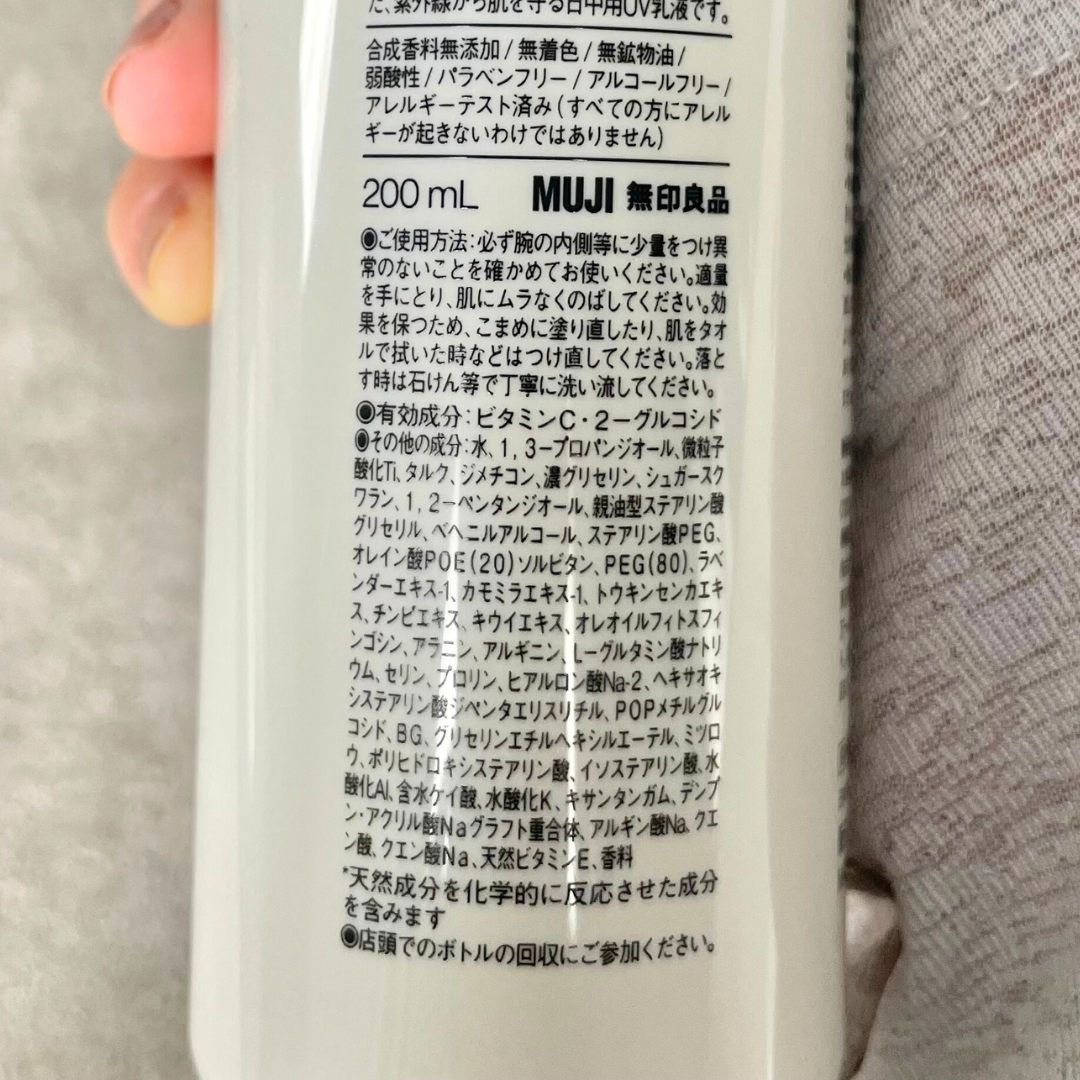 た、紫外線から肌を守る日中用UV乳液です。
合成香料無添加 / 無着色 / 無鉱物油 /
弱酸性 / パラベンフリー / アルコールフリー /
アレルギーテスト済み (すべての方にアレル
ギーが起きないわけではありません)
200 mL MUJI 無印良品
◉ご使用方法:必ず腕の内側等に少量をつけ異
常のないことを確かめてお使いください。適量
を手にとり、肌にムラなくのばしてください。効
果を保つため、こまめに塗り直したり、肌をタオ
ルで拭いた時などはつけ直してください。落と
す時は石けん等で丁寧に洗い流してください。
◉有効成分:ビタミンC・2−グルコシド
◉その他の成分:水、1,3−プロパンジオール、微粒子
酸化Ti、タルク、ジメチコン、濃グリセリン、シュガースク
ワラン、1,2−ペンタンジオール、親油型ステアリン酸
グリセリル、ベヘニルアルコール、ステアリン酸PEG、
オレイン酸POE(20)ソルビタン、PEG(80)、ラベ
ンダーエキス-1、カモミラエキス-1、トウキンセンカエキ
ス、チンピエキス、キウイエキス、オレオイルフィトスフィ
ンゴシン、アラニン、アルギニン、L−グルタミン酸ナトリ
ウム、セリン、プロリン、ヒアルロン酸Na-2、ヘキサオキ
システアリン酸ジペンタエリスリチル、POPメチルグル
コシド、BG、グリセリンエチルヘキシルエーテル、ミツロ
ウ、ポリヒドロキシステアリン酸、イソステアリン酸、水
酸化Al、含水ケイ酸、水酸化K、キサンタンガム、デンプ
ン・アクリル酸Naグラフト重合体、アルギン酸Na、クエ
ン酸、クエン酸Na、天然ビタミンE、香料
*天然成分を化学的に反応させた成分
を含みます
◉店頭でのボトルの回収にご参加ください。